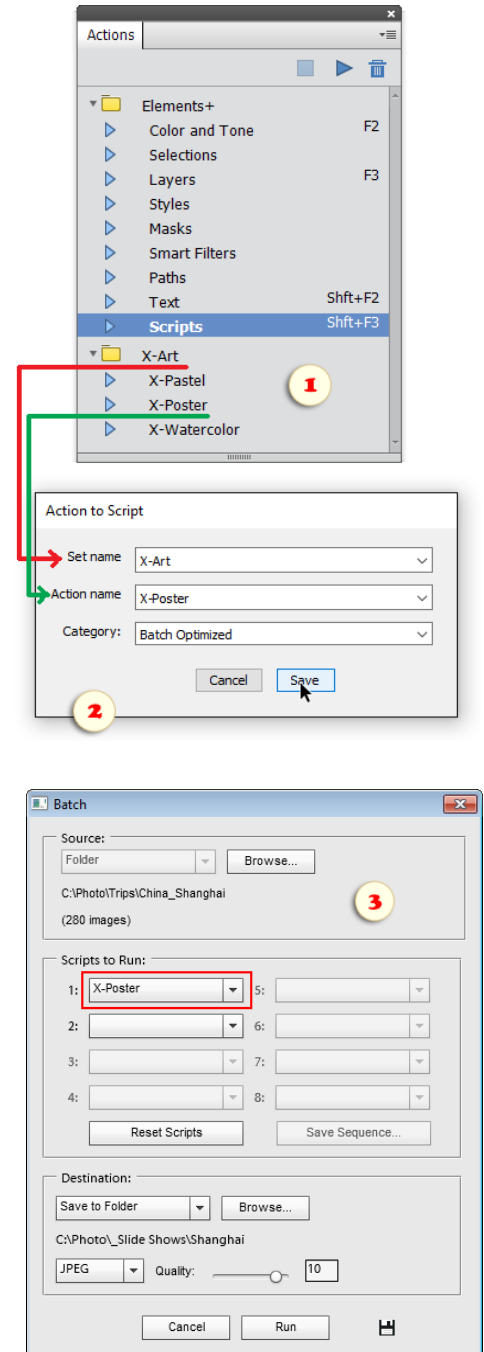 Actions
Elements+
Color and Tone F2
Selections
Layers F3
Styles
Masks
Smart Filters
Paths
Text Shft+F2
Scripts Shft+F3
X-Art
X-Pastel
1
X-Poster
X-Watercolor
Action to Script
Set name X-Art
Action name X-Poster
Category: Batch Optimized
Cancel Save
2
Batch
Source:
Folder Browse...
C:\Photo\Trips\China_Shanghai
3
(280 images)
Scripts to Run:
1: X-Poster 5:
2: 6:
3: 7:
4: 8:
Reset Scripts Save Sequence...
Destination:
Save to Folder Browse...
C:\Photo\_Slide Shows\Shanghai
JPEG Quality: 10
Cancel Run